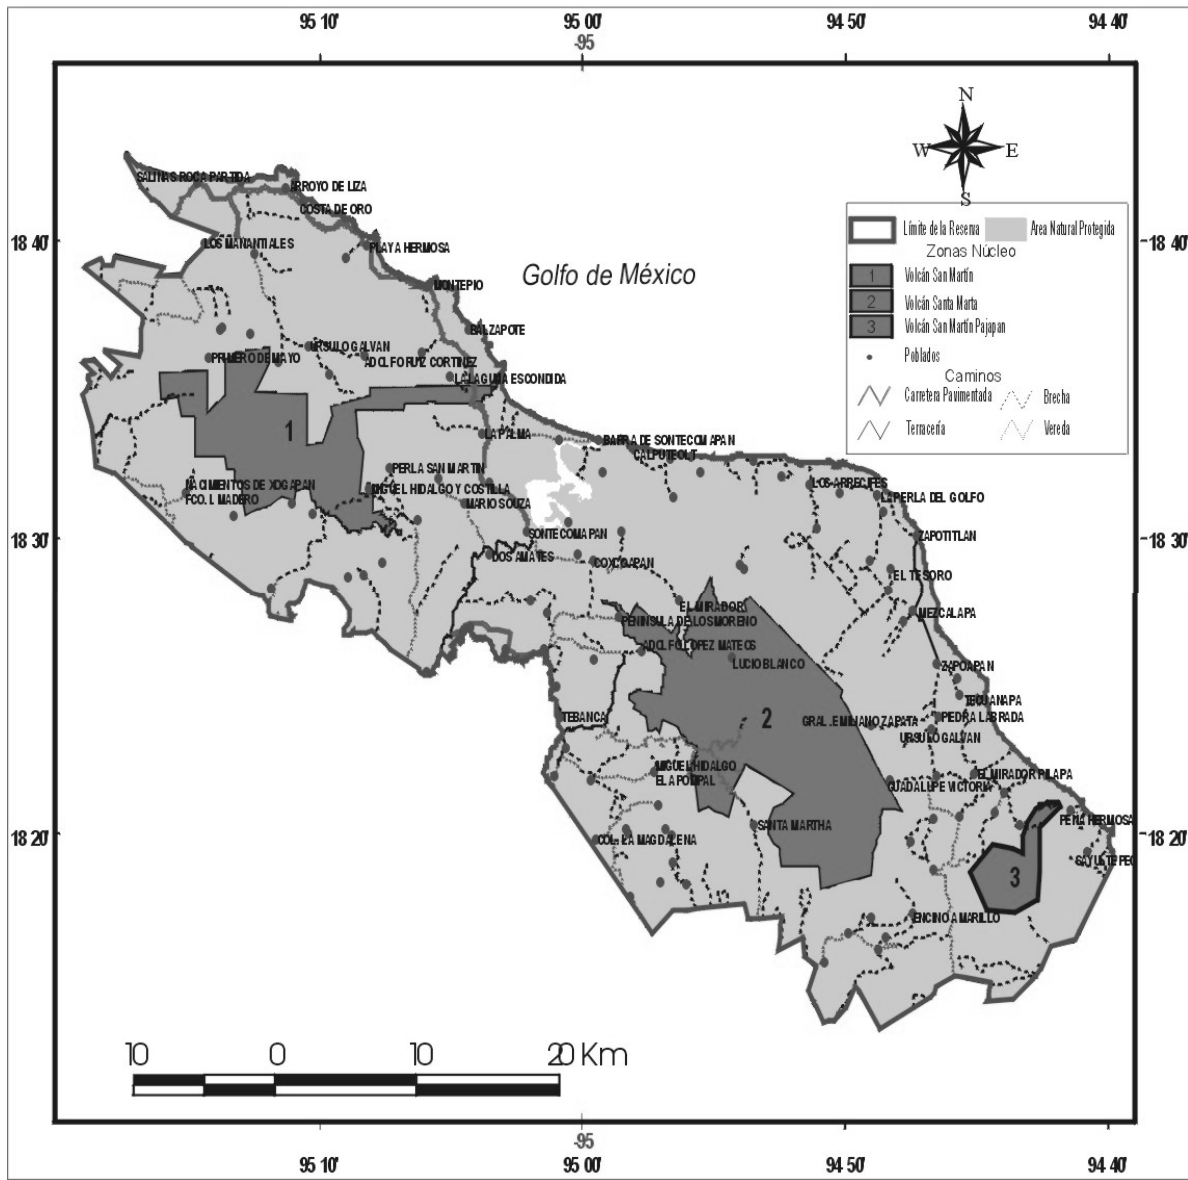 95 10'
95 00'
94 50'
94 40'
-95
N
W E
S
SALINAS ROCA PARTIDA
ARROYO DE LIZA
COSTA DE ORO
18 40'
18 40'
LOS MANANTIALES
PLAYA HERMOSA
Golfo de México
MONTEPIO
BALZAPOTE
Límite de la Reserva
Area Natural Protegida
Zonas Núcleo
1 Volcán San Martín
2 Volcán Santa Marta
3 Volcán San Martín Pajapan
Poblados
Caminos
Carretera Pavimentada
Brecha
Terracería
Vereda
URSULO GALVAN
PRIMERO DE MAYO
ADOLFO RUIZ CORTINEZ
LA LAGUNA ESCONDIDA
1
LA PALMA
BARRA DE SONTECOMAPAN
CALPUTEOLT
PERLA SAN MARTIN
NACIMIENTOS DE XOGAPAN
MIGUEL HIDALGO Y COSTILLA
LOS ARRECIFES
FCO. I. MADERO
MARIO SOUZA
LA PERLA DEL GOLFO
18 30'
18 30'
SONTECOMAPAN
ZAPOTITLAN
DOS AMATES
COXCOAPAN
EL TESORO
EL MIRADOR
MEZCALAPA
PENINSULA DE LOS MORENO
ADOLFO LOPEZ MATEOS
LUCIO BLANCO
ZAPOAPAN
TECUANAPA
TEBANCA
2
GRAL. EMILIANO ZAPATA
PIEDRA LABRADA
URSULO GALVAN
MIGUEL HIDALGO
EL APOMPAL
EL MIRADOR PILAPA
GUADALUPE VICTORIA
18 20'
18 20'
SANTA MARTHA
PEÑA HERMOSA
COL. LA MAGDALENA
SAYULTEPEC
3
ENCINO AMARILLO
10 0 10 20 Km
-95
95 10'
95 00'
94 50'
94 40'